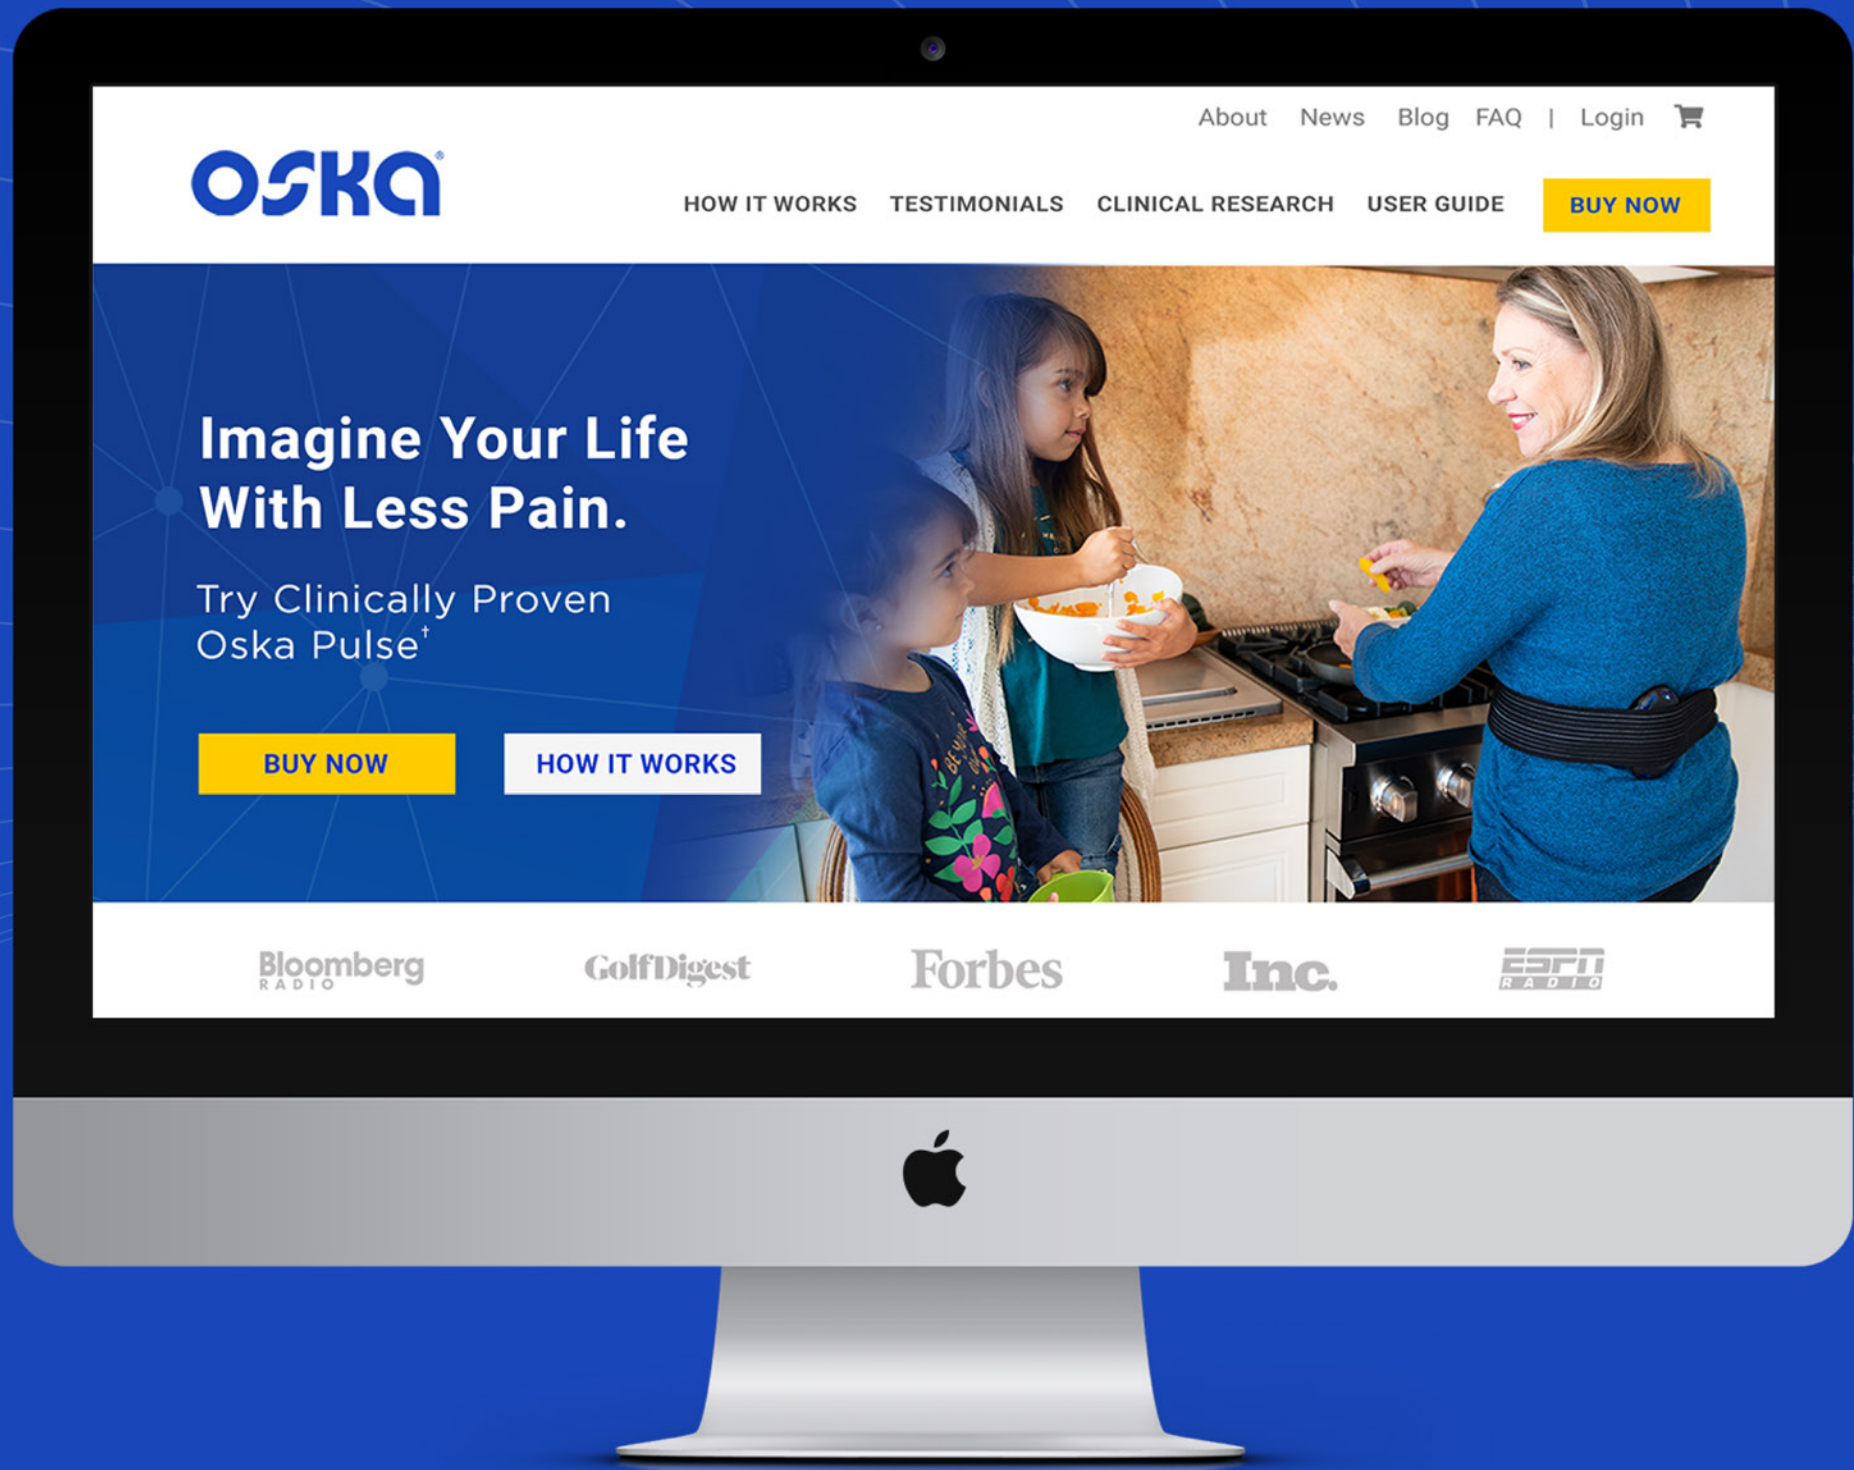 About News Blog FAQ | Login
OSKA®
HOW IT WORKS TESTIMONIALS CLINICAL RESEARCH USER GUIDE BUY NOW
Imagine Your Life
With Less Pain.
Try Clinically Proven
Oska Pulse†
BUY NOW HOW IT WORKS
BE YOUR
Bloomberg
RADIO
GolfDigest
Forbes
Inc.
ESPN
RADIO